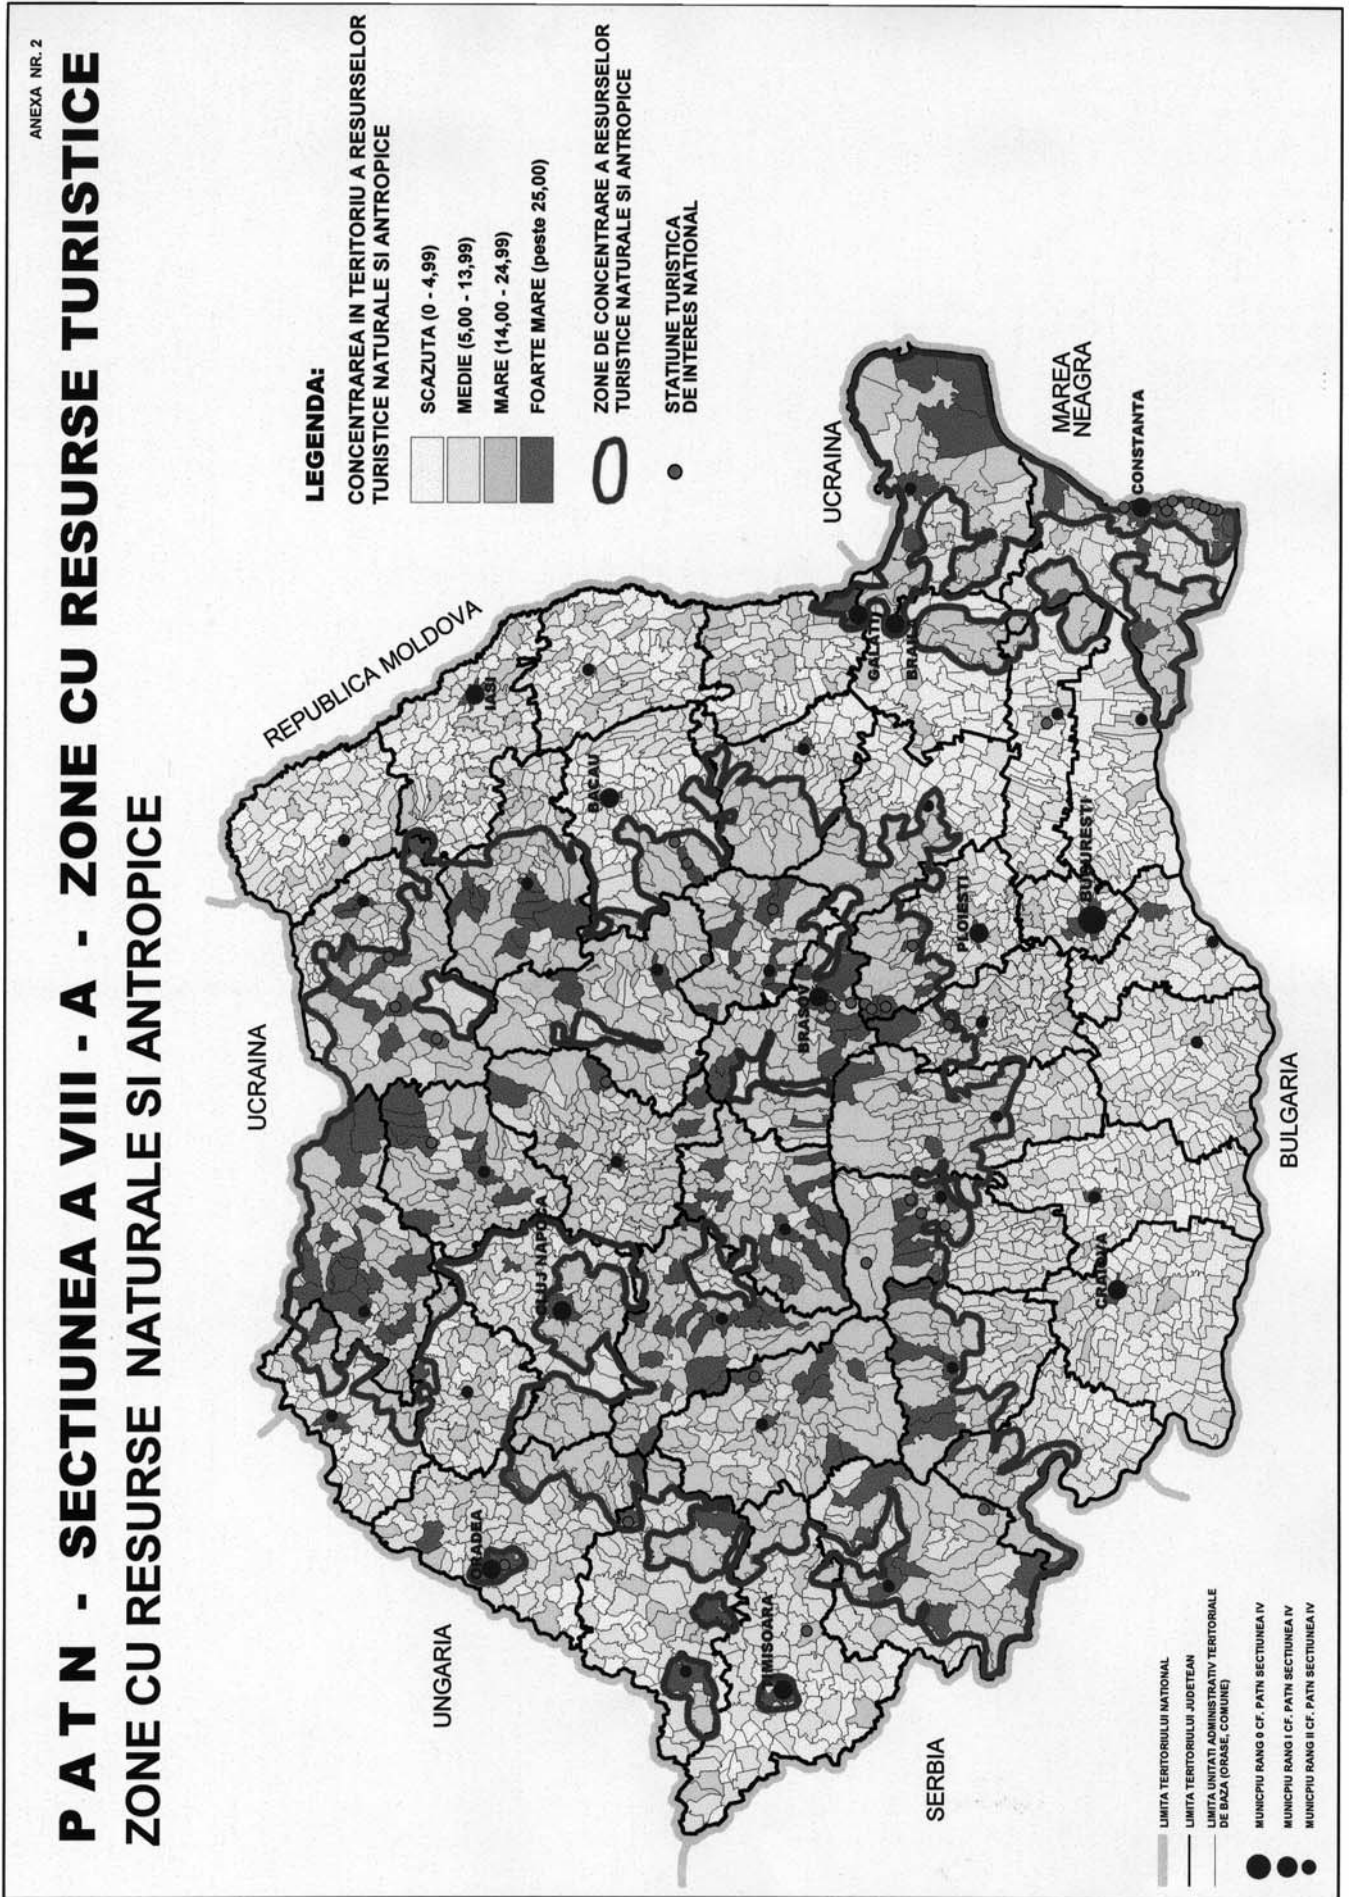 ANEXA NR. 2
P A T N - SECTIUNEA A VIII - A - ZONE CU RESURSE TURISTICE
ZONE CU RESURSE NATURALE SI ANTROPICE
LEGENDA:
CONCENTRAREA IN TERITORIU A RESURSELOR
TURISTICE NATURALE SI ANTROPICE
SCAZUTA (0 - 4,99)
MEDIE (5,00 - 13,99)
MARE (14,00 - 24,99)
FOARTE MARE (peste 25,00)
ZONE DE CONCENTRARE A RESURSELOR
TURISTICE NATURALE SI ANTROPICE
STATIUNE TURISTICA
DE INTERES NATIONAL
UCRAINA
REPUBLICA MOLDOVA
UNGARIA
UCRAINA
SERBIA
BULGARIA
MAREA
NEAGRA
ORADEA
CLUJ NAPOCA
IASI
BACAU
TIMISOARA
BRASOV
GALATI
BRAILA
PLOIESTI
BUCURESTI
CRAIOVA
CONSTANTA
LIMITA TERITORIULUI NATIONAL
LIMITA TERITORIULUI JUDETEAN
LIMITA UNITATI ADMINISTRATIV TERITORIALE
DE BAZA (ORASE, COMUNE)
MUNICPIU RANG 0 CF. PATN SECTIUNEA IV
MUNICPIU RANG I CF. PATN SECTIUNEA IV
MUNICPIU RANG II CF. PATN SECTIUNEA IV